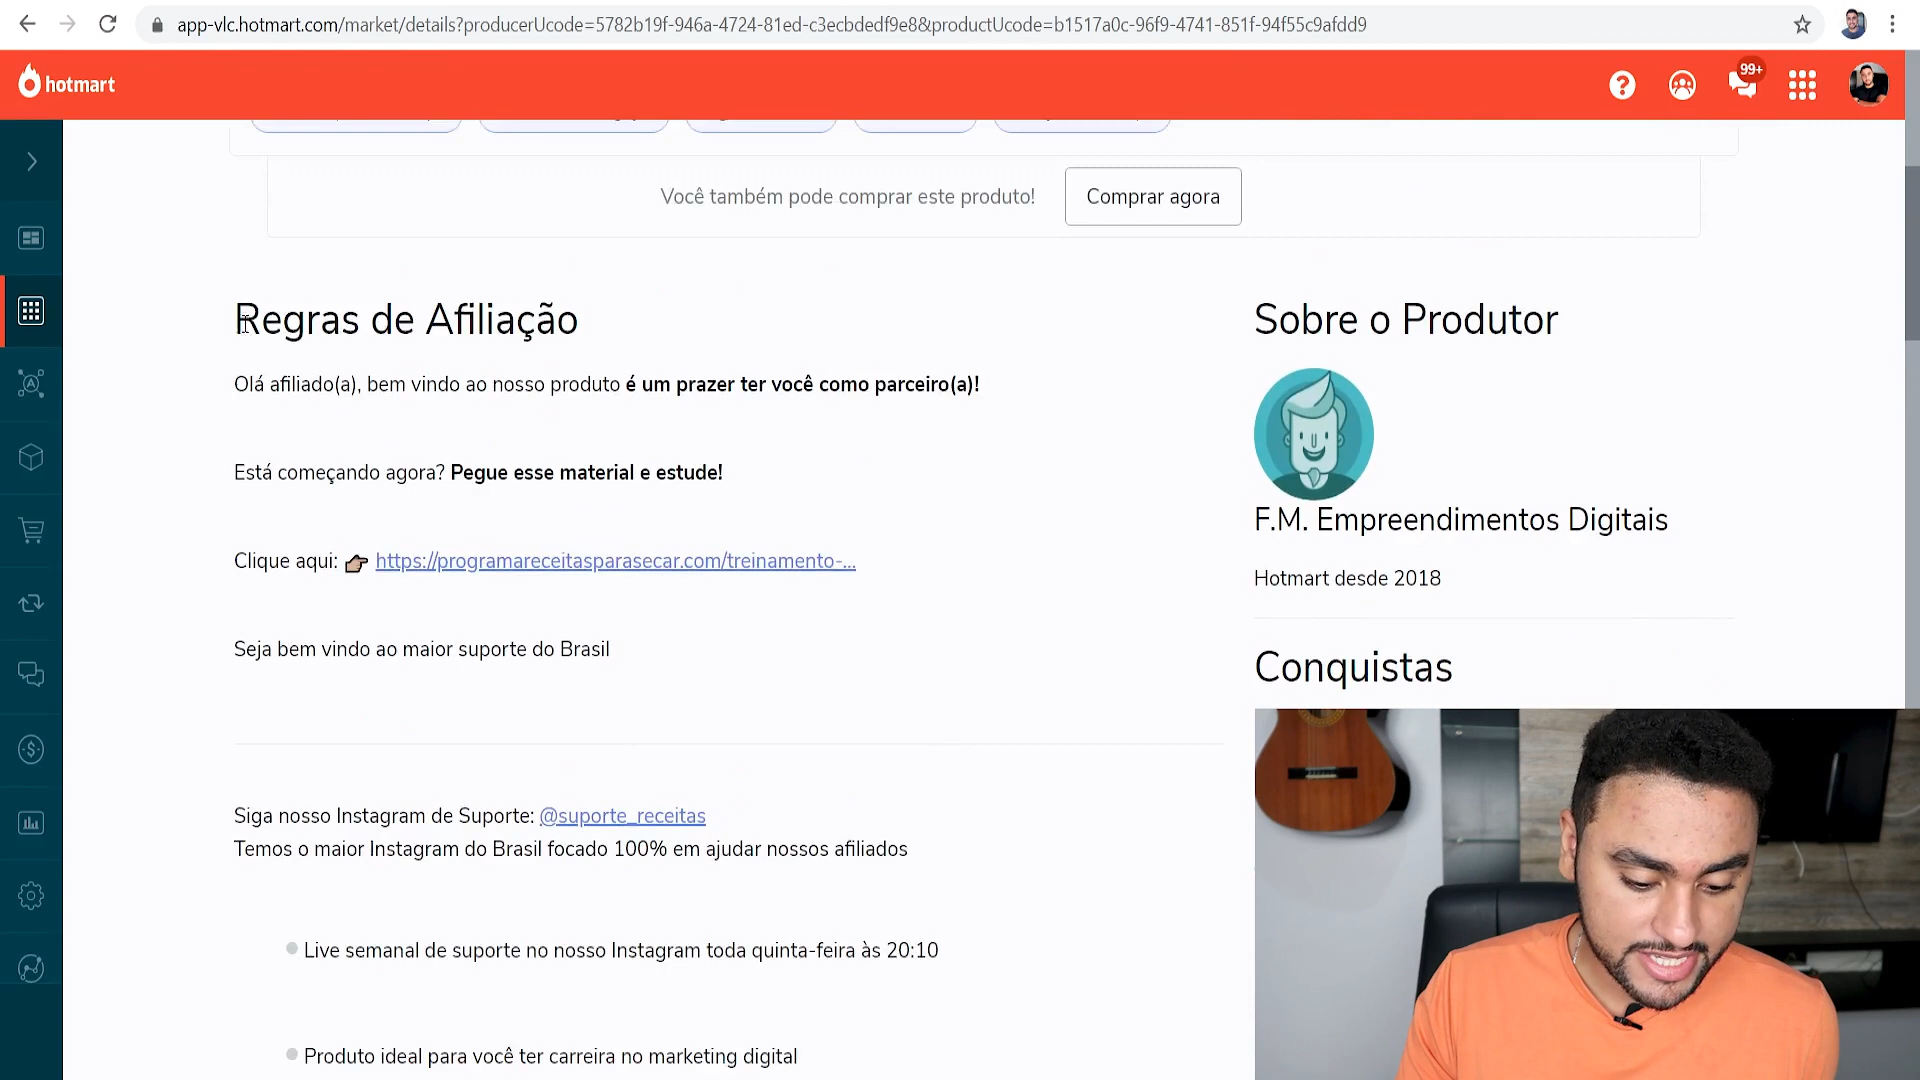 app-vlc.hotmart.com/market/details?producerUcode=5782b19f-946a-4724-81ed-c3ecbdedf9e8&productUcode=b1517a0c-96f9-4741-851f-94f55c9afdd9
hotmart
99+
Você também pode comprar este produto!
Comprar agora
Regras de Afiliação
Olá afiliado(a), bem vindo ao nosso produto é um prazer ter você como parceiro(a)!
Está começando agora? Pegue esse material e estude!
Clique aqui: 👉 https://programareceitasparasecar.com/treinamento-...
Seja bem vindo ao maior suporte do Brasil
Siga nosso Instagram de Suporte: @suporte_receitas
Temos o maior Instagram do Brasil focado 100% em ajudar nossos afiliados
Live semanal de suporte no nosso Instagram toda quinta-feira às 20:10
Produto ideal para você ter carreira no marketing digital
Sobre o Produtor
F.M. Empreendimentos Digitais
Hotmart desde 2018
Conquistas